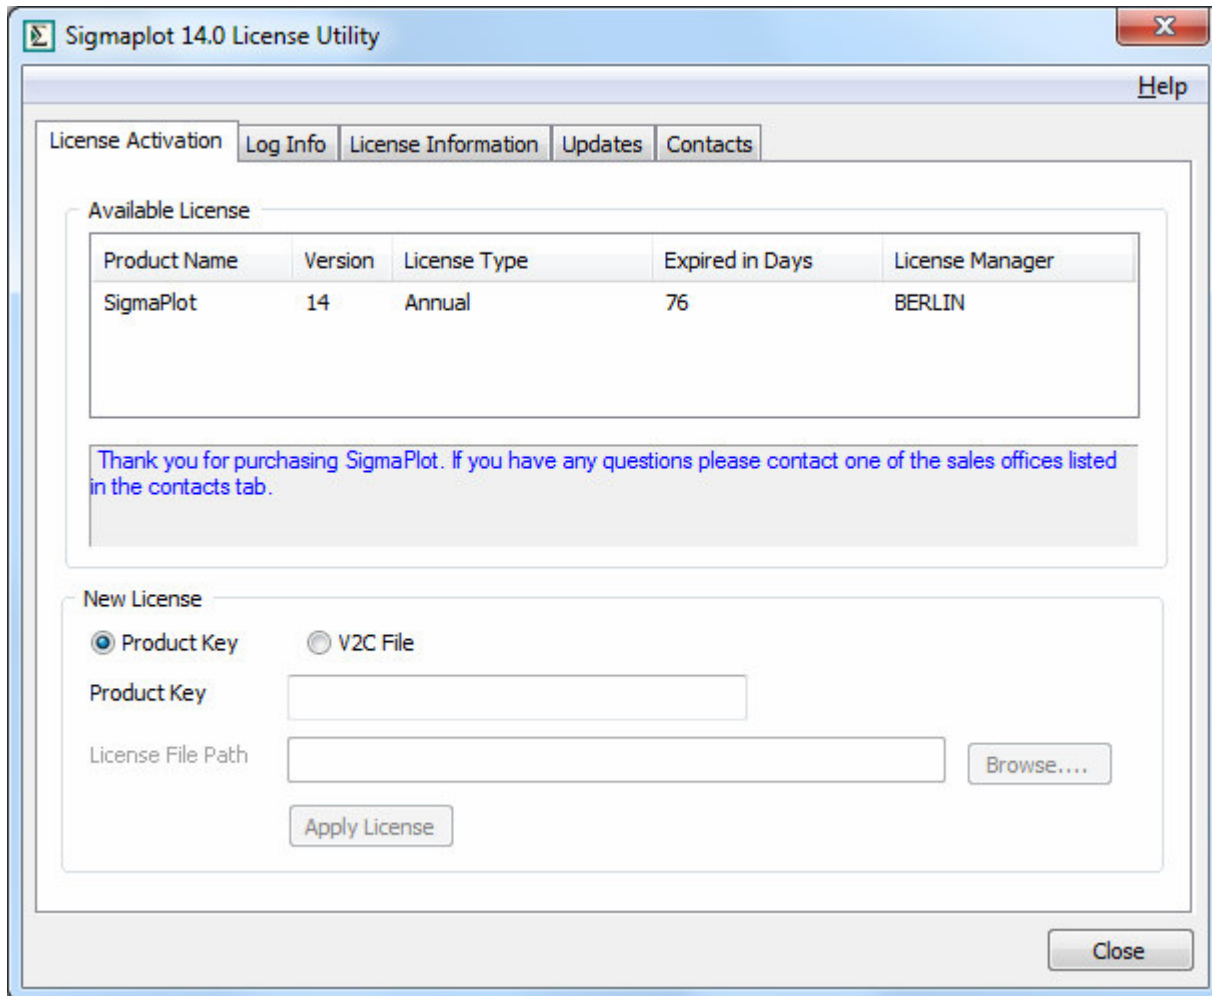 Sigmaplot 14.0 License Utility
Help
License Activation Log Info License Information Updates Contacts
Available License
Product Name Version License Type Expired in Days License Manager
SigmaPlot 14 Annual 76 BERLIN
Thank you for purchasing SigmaPlot. If you have any questions please contact one of the sales offices listed
in the contacts tab.
New License
Product Key V2C File
Product Key
License File Path Browse....
Apply License
Close